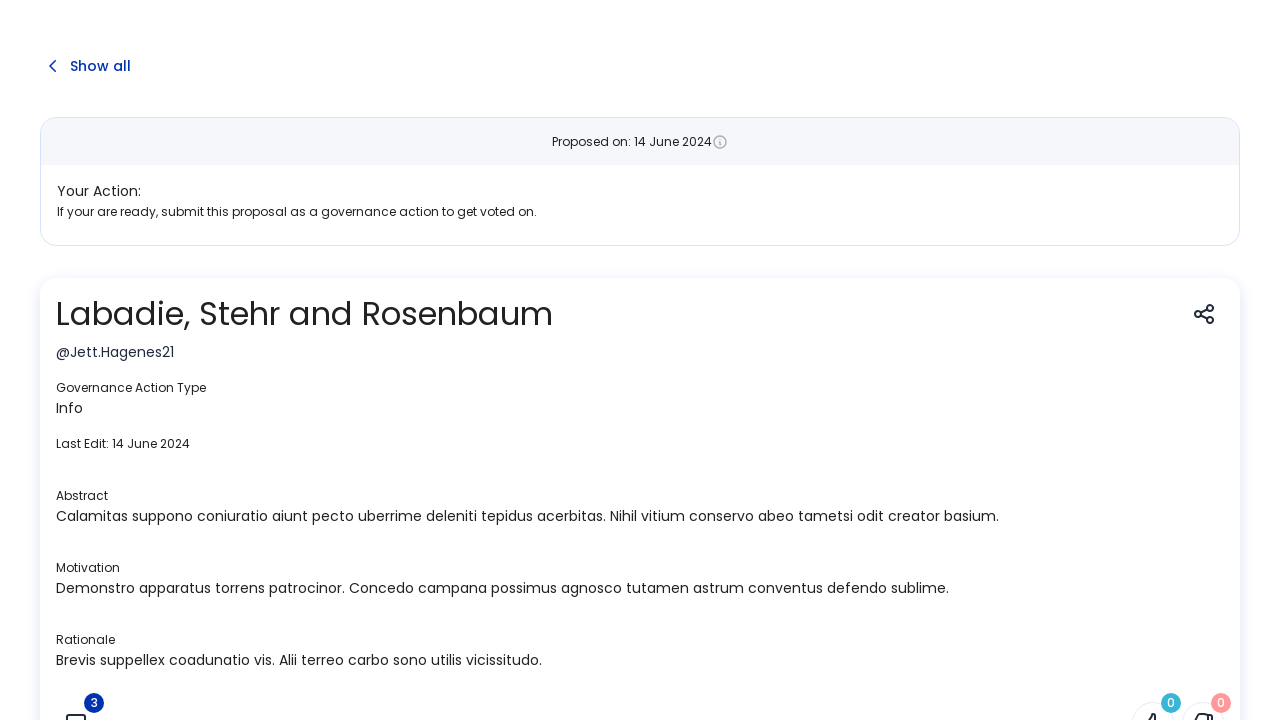 Show all
Proposed on: 14 June 2024
Your Action:
If your are ready, submit this proposal as a governance action to get voted on.
Labadie, Stehr and Rosenbaum
@Jett.Hagenes21
Governance Action Type
Info
Last Edit: 14 June 2024
Abstract
Calamitas suppono coniuratio aiunt pecto uberrime deleniti tepidus acerbitas. Nihil vitium conservo abeo tametsi odit creator basium.
Motivation
Demonstro apparatus torrens patrocinor. Concedo campana possimus agnosco tutamen astrum conventus defendo sublime.
Rationale
Brevis suppellex coadunatio vis. Alii terreo carbo sono utilis vicissitudo.
3
0
0